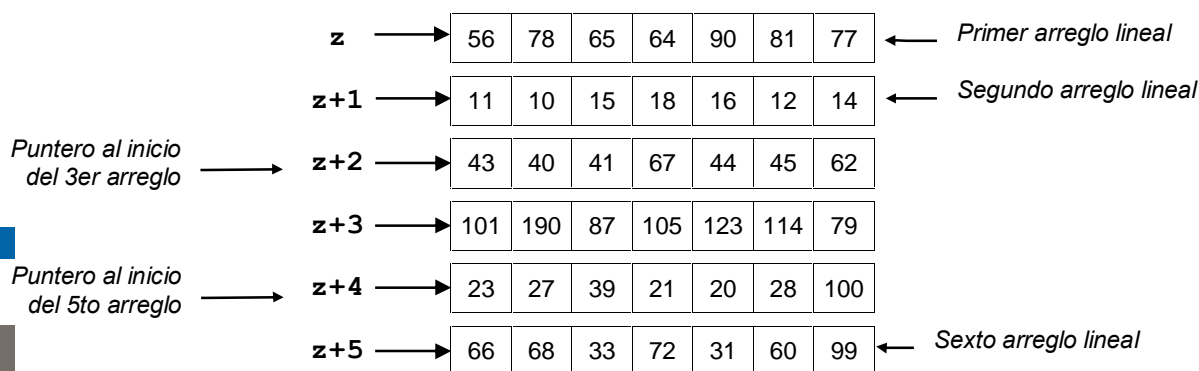 z 56 78 65 64 90 81 77 Primer arreglo lineal
z+1 11 10 15 18 16 12 14 Segundo arreglo lineal
Puntero al inicio
del 3er arreglo
z+2 43 40 41 67 44 45 62
z+3 101 190 87 105 123 114 79
Puntero al inicio
del 5to arreglo
z+4 23 27 39 21 20 28 100
z+5 66 68 33 72 31 60 99 Sexto arreglo lineal